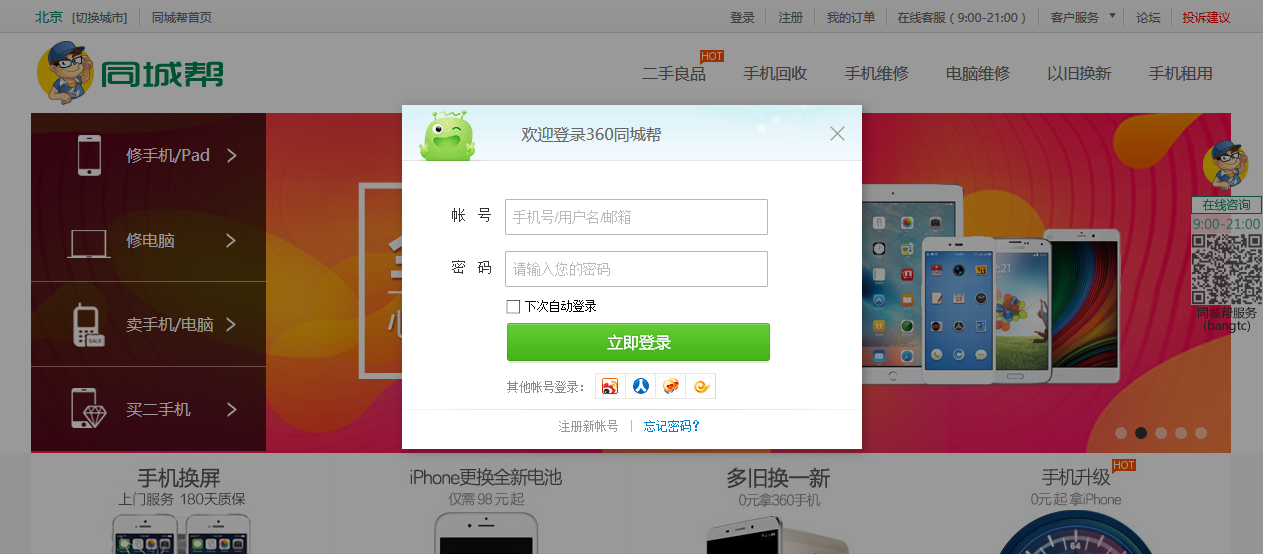 北京 [切换城市] 同城帮首页 登录 注册 我的订单 在线客服（9:00-21:00） 客户服务 论坛 投诉建议
同城帮
HOT
二手良品 手机回收 手机维修 电脑维修 以旧换新 手机租用
欢迎登录360同城帮
修手机/Pad
修电脑
卖手机/电脑
SALE
买二手机
帐 号 手机号/用户名/邮箱
密 码 请输入您的密码
下次自动登录
立即登录
其他帐号登录：
注册新帐号 忘记密码?
在线咨询
9:00-21:00
同城帮服务
(bangtc)
手机换屏
上门服务 180天质保
iPhone更换全新电池
仅需98元起
多旧换一新
0元拿360手机
手机升级
HOT
0元起拿iPhone